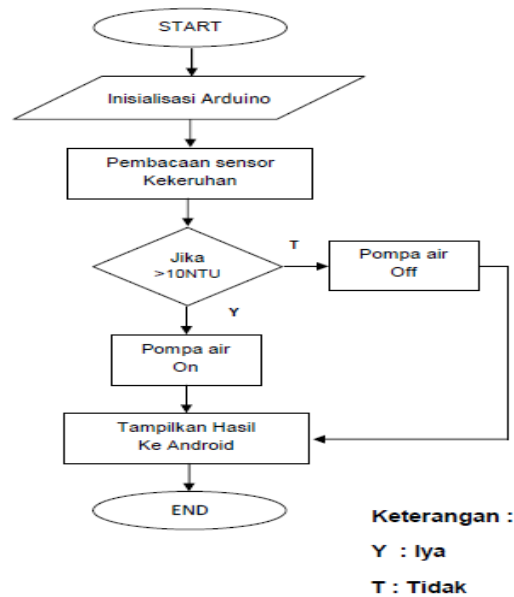 START
Inisialisasi Arduino
Pembacaan sensor
Kekeruhan
Jika
>10NTU
T
Pompa air
Off
Y
Pompa air
On
Tampilkan Hasil
Ke Android
END
Keterangan :
Y : Iya
T : Tidak